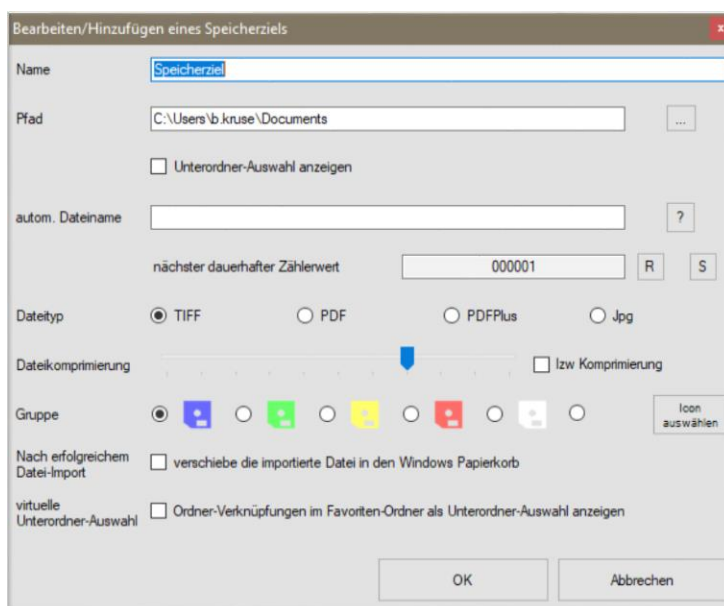 Bearbeiten/Hinzufügen eines Speicherziels x
Name Speicherziel
Pfad C:\Users\b.kruse\Documents ...
Unterordner-Auswahl anzeigen
autom. Dateiname ?
nächster dauerhafter Zählerwert 000001 R S
Dateityp TIFF PDF PDFPlus Jpg
Dateikomprimierung lzw Komprimierung
Gruppe Icon
auswählen
Nach erfolgreichem
Datei-Import verschiebe die importierte Datei in den Windows Papierkorb
virtuelle
Unterordner-Auswahl Ordner-Verknüpfungen im Favoriten-Ordner als Unterordner-Auswahl anzeigen
OK Abbrechen